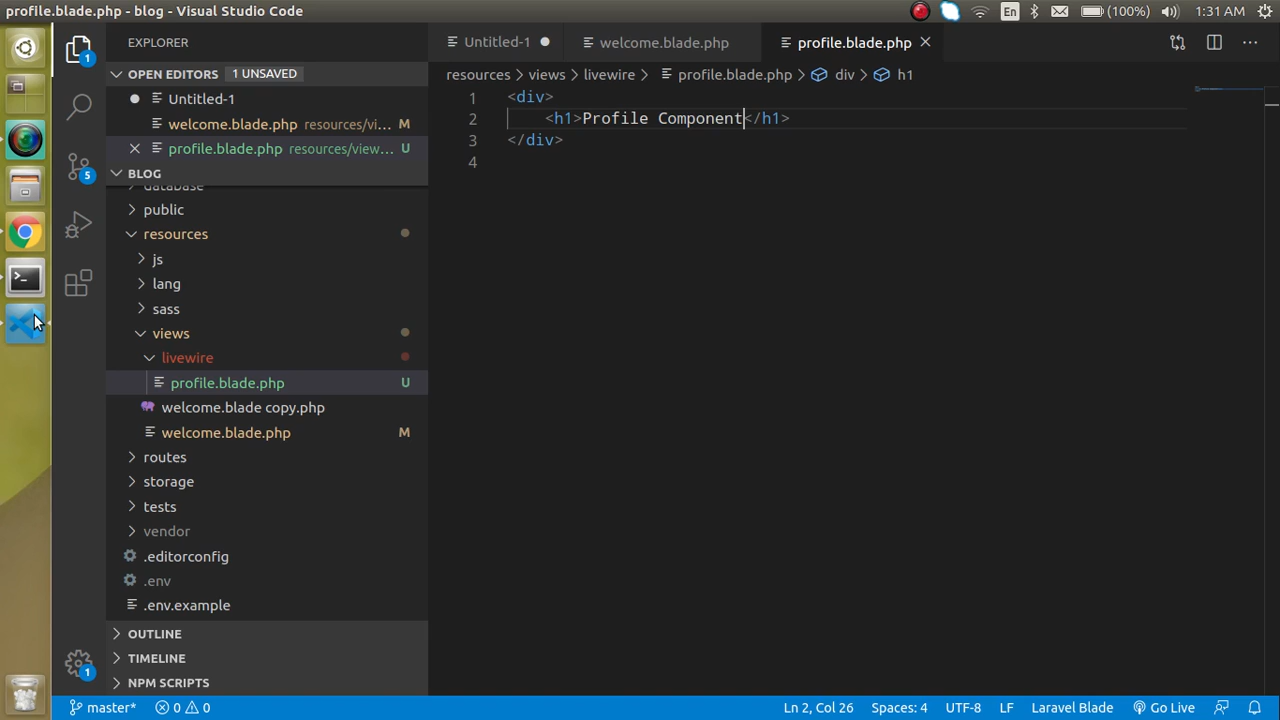 profile.blade.php - blog - Visual Studio Code
En
(100%)
1:31 AM
1
5
1
EXPLORER
OPEN EDITORS 1 UNSAVED
Untitled-1
welcome.blade.php resources/vi... M
profile.blade.php resources/view... U
BLOG
database
public
resources
js
lang
sass
views
livewire
profile.blade.php U
welcome.blade copy.php
welcome.blade.php M
routes
storage
tests
vendor
.editorconfig
.env
.env.example
OUTLINE
TIMELINE
NPM SCRIPTS
Untitled-1
welcome.blade.php
profile.blade.php
resources > views > livewire > profile.blade.php > div > h1
1 <div>
2 <h1>Profile Component</h1>
3 </div>
4
master* 0 0
Ln 2, Col 26 Spaces: 4 UTF-8 LF Laravel Blade Go Live